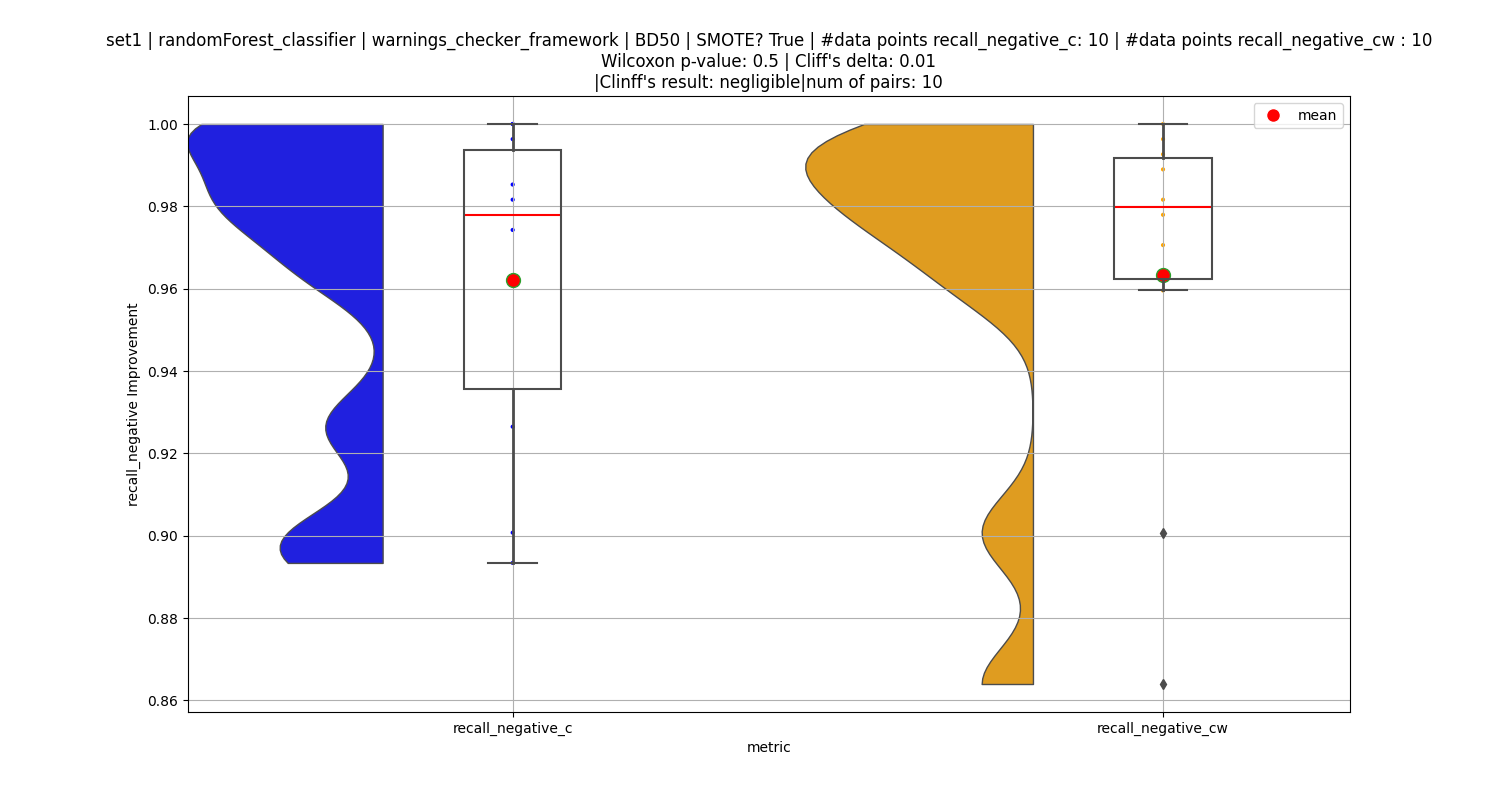 set1 | randomForest_classifier | warnings_checker_framework | BD50 | SMOTE? True | #data points recall_negative_c: 10 | #data points recall_negative_cw : 10
Wilcoxon p-value: 0.5 | Cliff's delta: 0.01
|Clinff's result: negligible|num of pairs: 10
mean
1.00
0.98
0.96
0.94
0.92
0.90
0.88
0.86
recall_negative Improvement
recall_negative_c
recall_negative_cw
metric